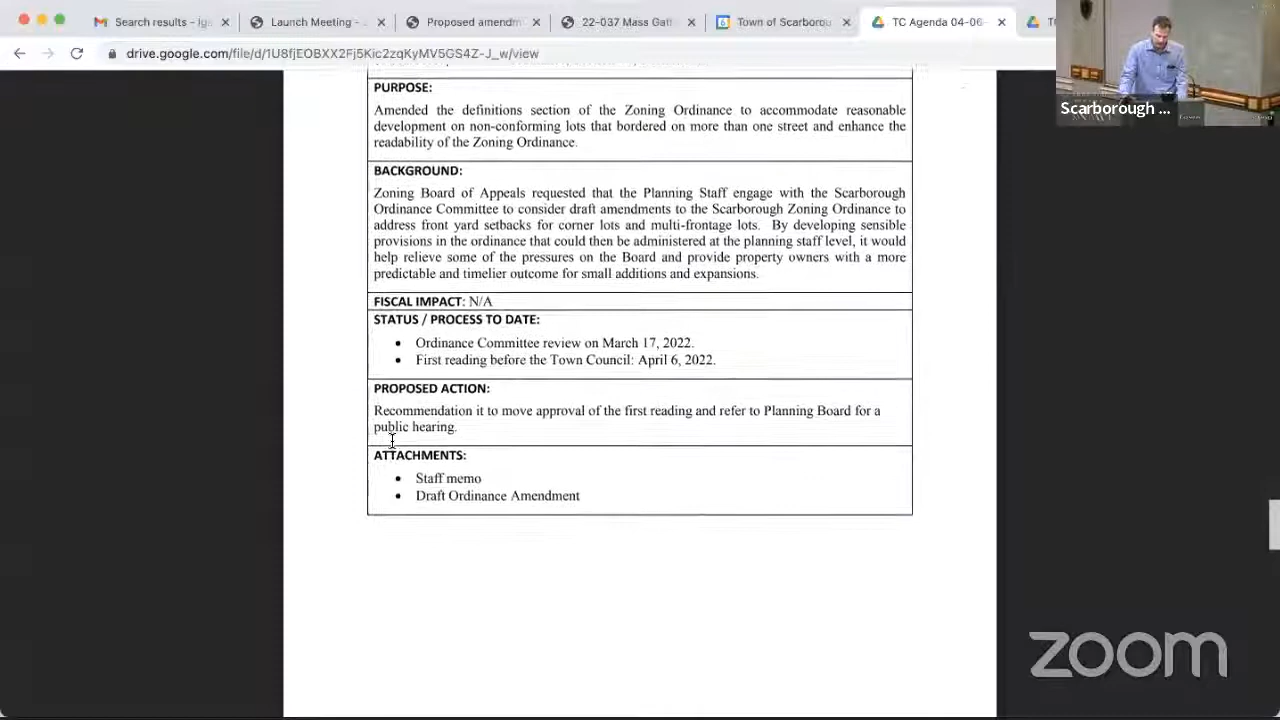 Search results - Iga
Launch Meeting -
Proposed amendm
22-037 Mass Gat
Town of Scarborou
TC Agenda 04-06-
drive.google.com/file/d/1U8fjEOBXX2Fj5Kic2zqKyMV5GS4Z-J_w/view
Scarborough ...
PURPOSE:
Amended the definitions section of the Zoning Ordinance to accommodate reasonable
development on non-conforming lots that bordered on more than one street and enhance the
readability of the Zoning Ordinance.
BACKGROUND:
Zoning Board of Appeals requested that the Planning Staff engage with the Scarborough
Ordinance Committee to consider draft amendments to the Scarborough Zoning Ordinance to
address front yard setbacks for corner lots and multi-frontage lots. By developing sensible
provisions in the ordinance that could then be administered at the planning staff level, it would
help relieve some of the pressures on the Board and provide property owners with a more
predictable and timelier outcome for small additions and expansions.
FISCAL IMPACT: N/A
STATUS / PROCESS TO DATE:
• Ordinance Committee review on March 17, 2022.
• First reading before the Town Council: April 6, 2022.
PROPOSED ACTION:
Recommendation it to move approval of the first reading and refer to Planning Board for a
public hearing.
ATTACHMENTS:
• Staff memo
• Draft Ordinance Amendment
zoom